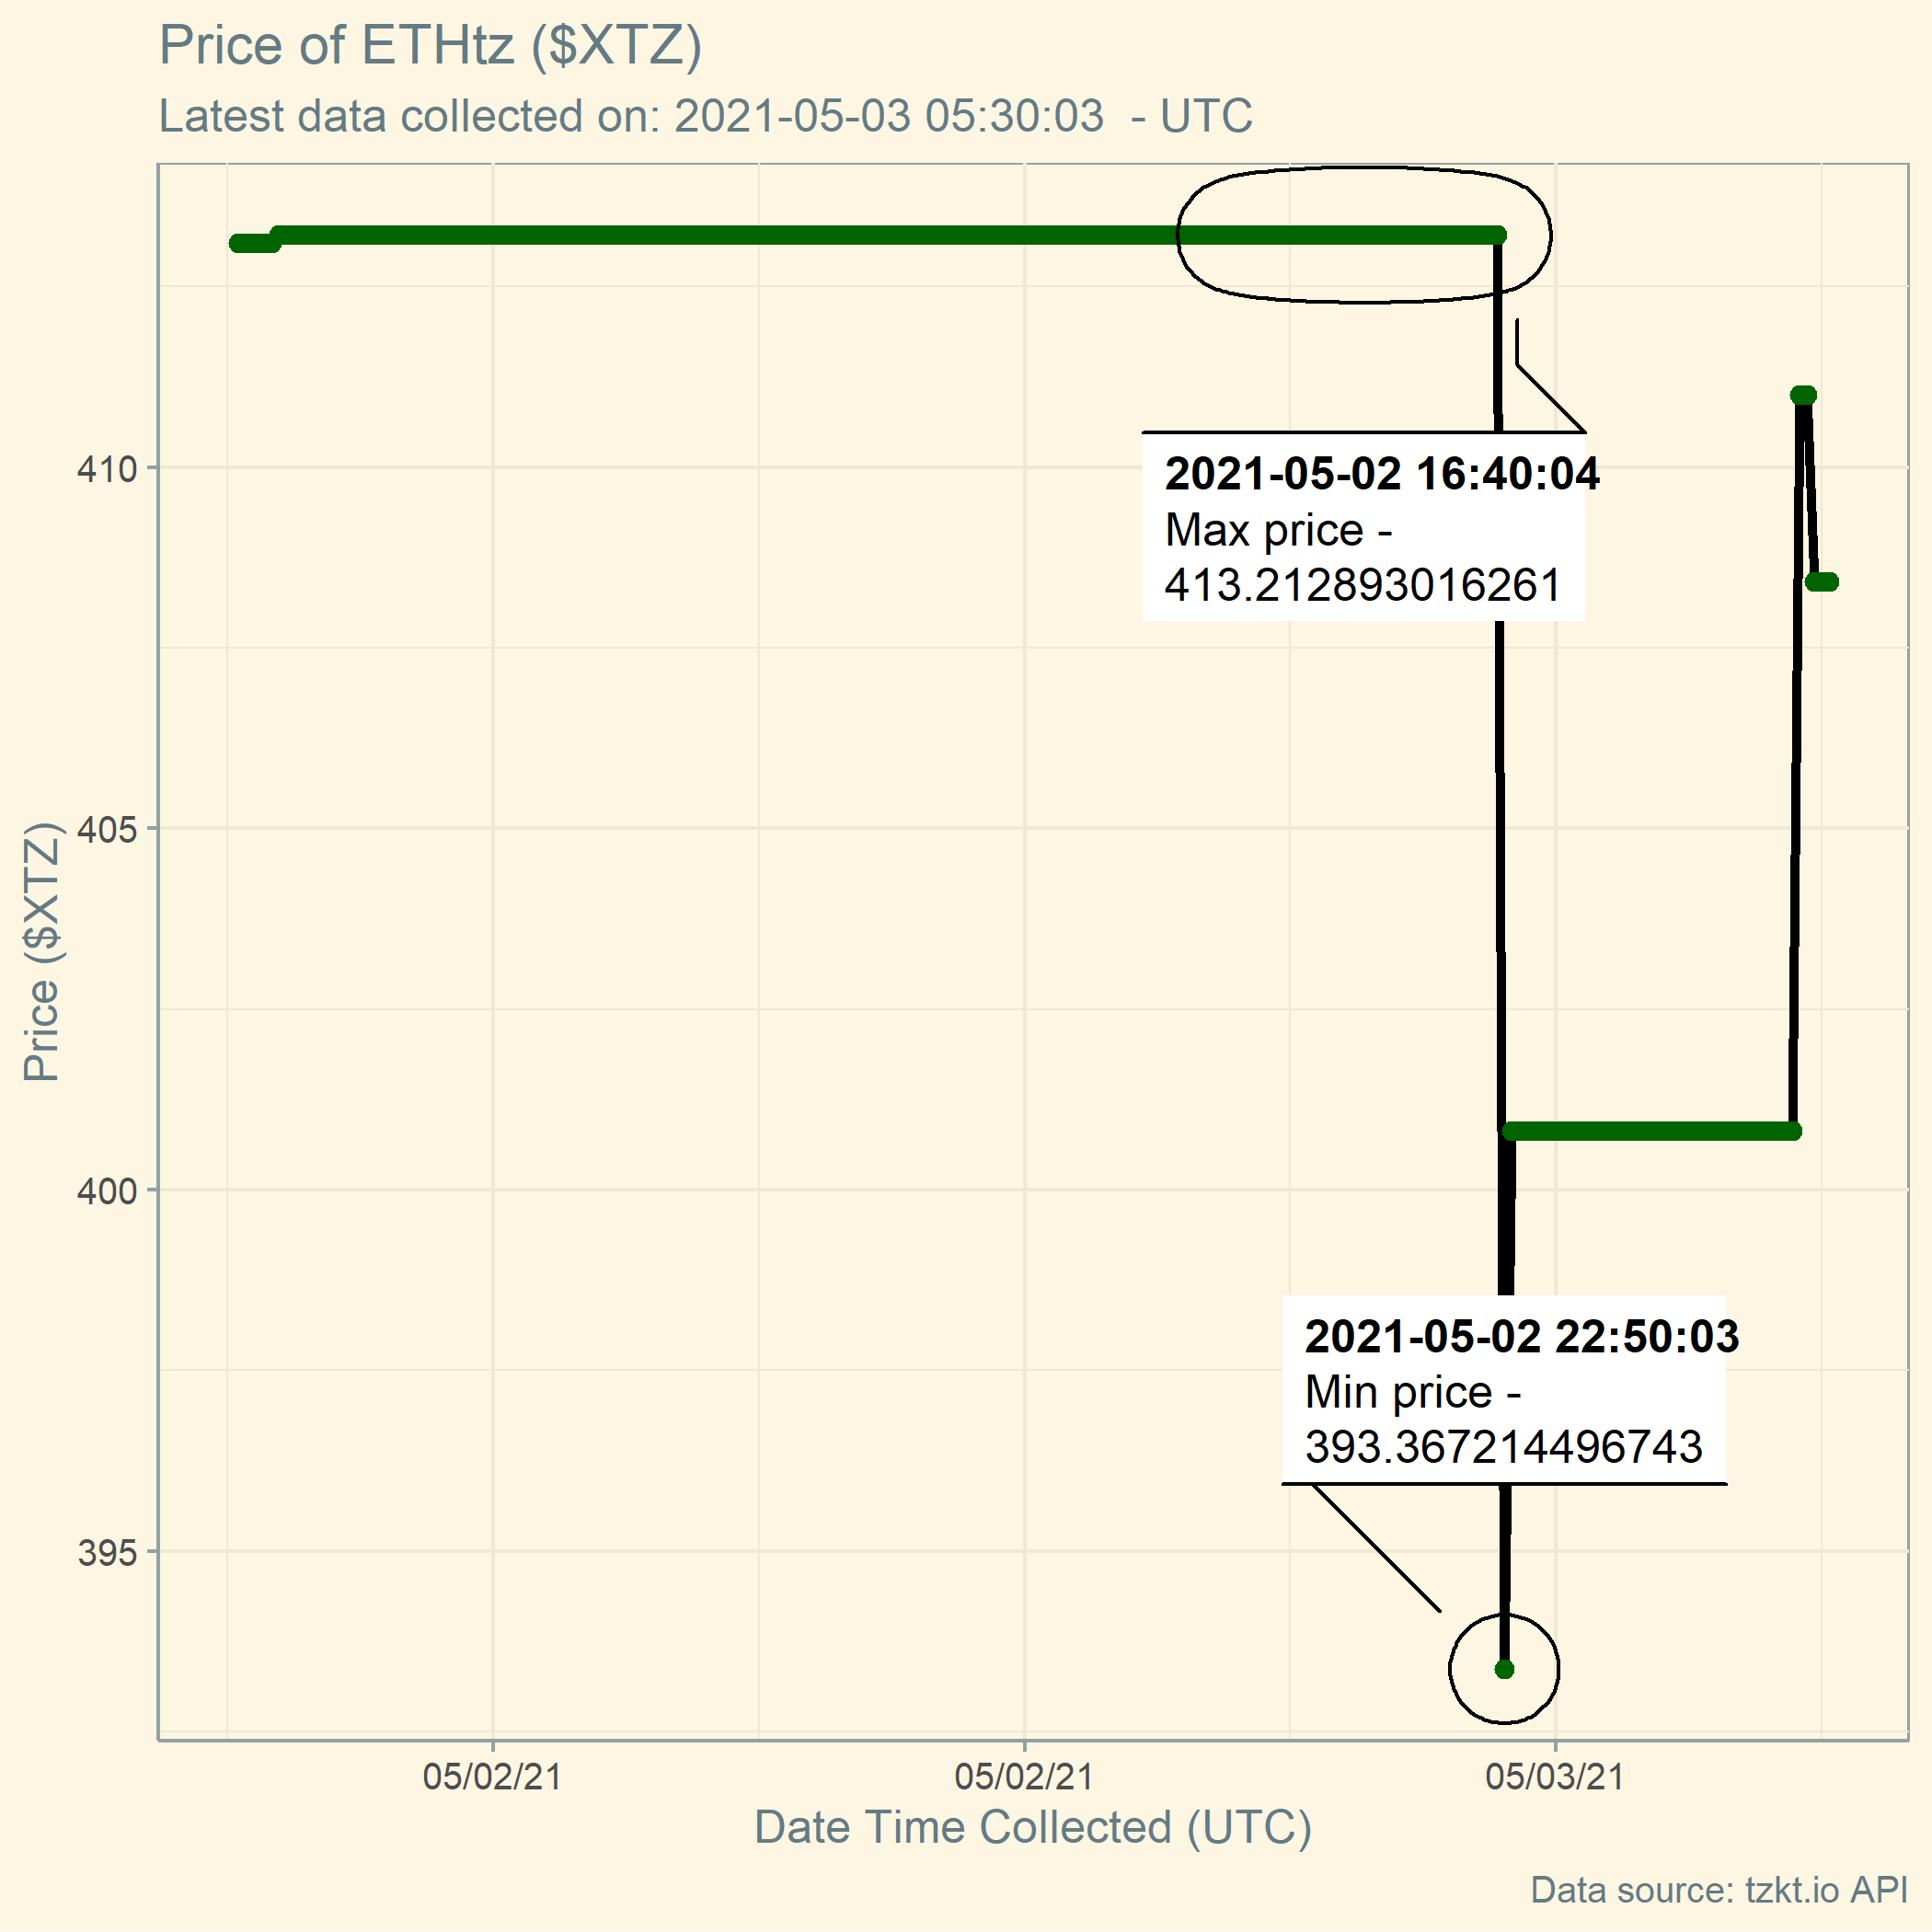 Price of ETHtz ($XTZ)
Latest data collected on: 2021-05-03 05:30:03  - UTC
2021-05-02 16:40:04
Max price -
413.212893016261
2021-05-02 22:50:03
Min price -
393.367214496743
Price ($XTZ)
410
405
400
395
05/02/21
05/02/21
05/03/21
Date Time Collected (UTC)
Data source: tzkt.io API